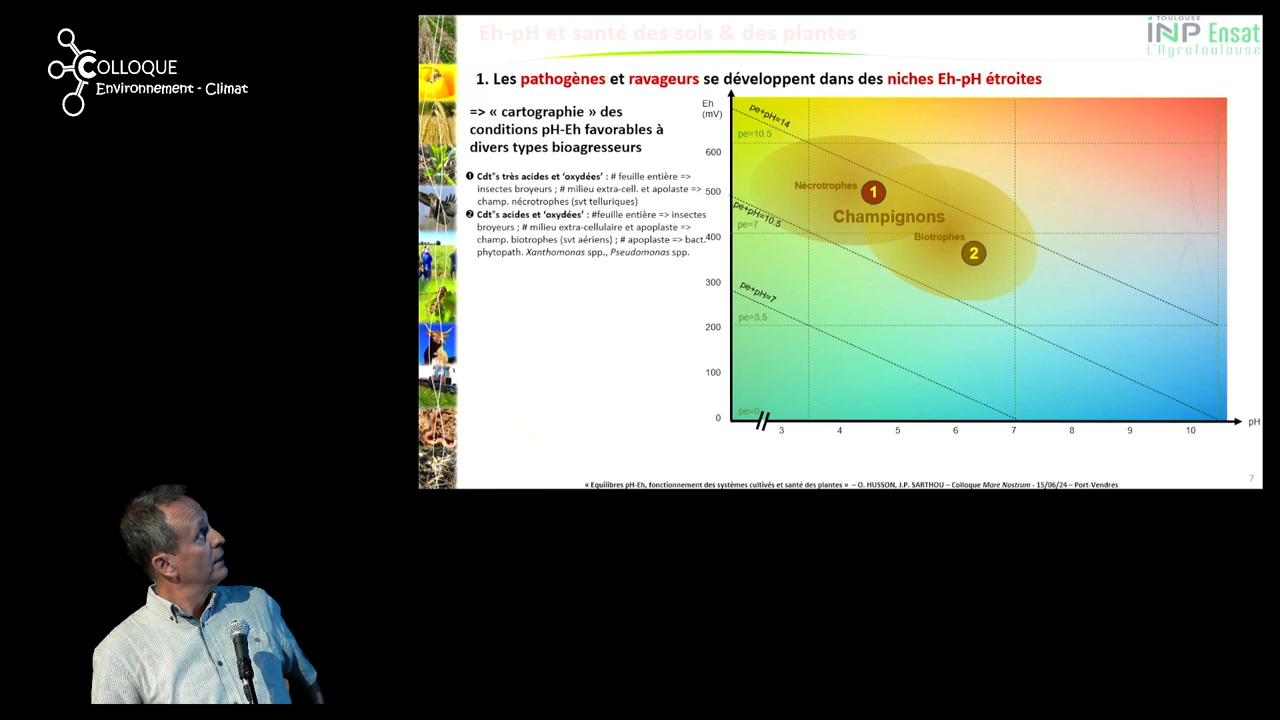 COLLOQUE
Environnement - Climat
Eh-pH et santé des sols & des plantes
TOULOUSE
INP Ensat
L'Agrotoulouse
1. Les pathogènes et ravageurs se développent dans des niches Eh-pH étroites
=> « cartographie » des
conditions pH-Eh favorables à
divers types bioagresseurs
❶ Cdt°s très acides et ‘oxydées’ : # feuille entière =>
insectes broyeurs ; # milieu extra-cell. et apolaste =>
champ. nécrotrophes (svt telluriques)
❷ Cdt°s acides et ‘oxydées’ : #feuille entière => insectes
broyeurs ; # milieu extra-cellulaire et apoplaste =>
champ. biotrophes (svt aériens) ; # apoplaste => bact.
phytopath. Xanthomonas spp., Pseudomonas spp.
Eh
(mV)
600
500
400
300
200
100
0
pe+pH=14
pe=10.5
pe+pH=10.5
pe=7
pe+pH=7
pe=3.5
pe=0
Nécrotrophes
1
Champignons
Biotrophes
2
3
4
5
6
7
8
9
10
pH
« Equilibres pH-Eh, fonctionnement des systèmes cultivés et santé des plantes » – O. HUSSON, J.P. SARTHOU – Colloque Mare Nostrum - 15/06/24 – Port-Vendres
7